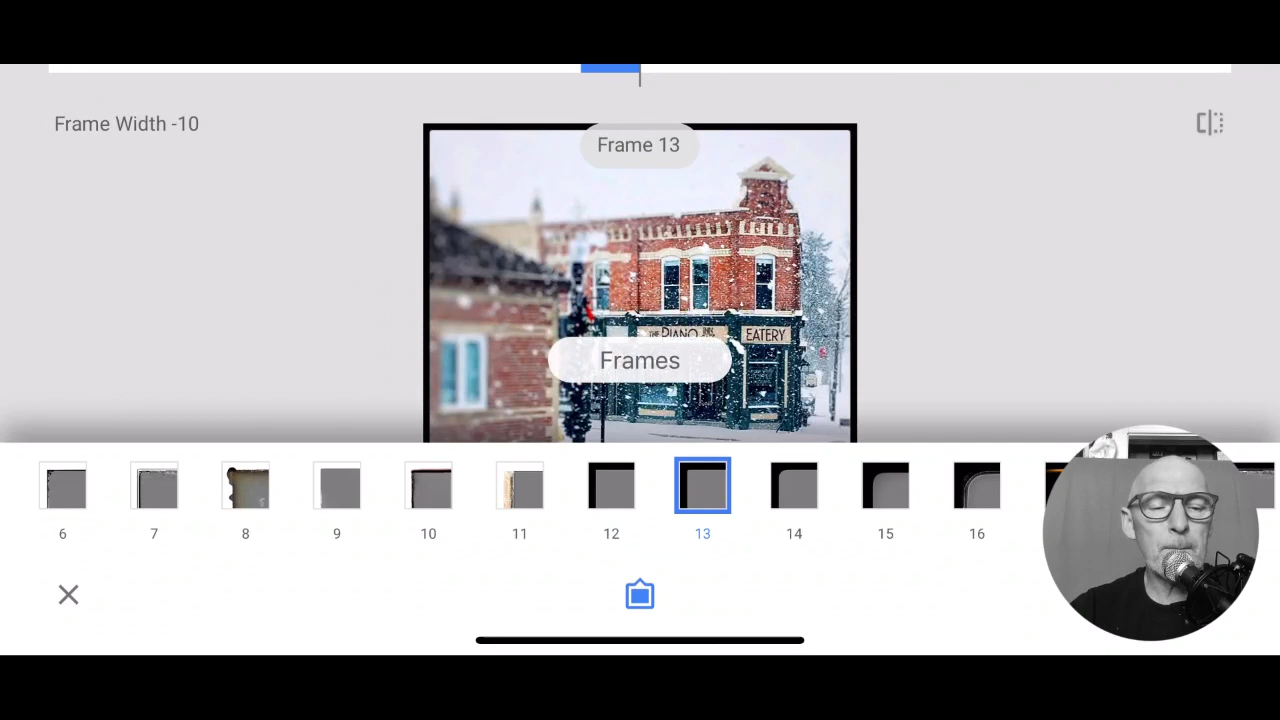 Frame Width -10
Frame 13
THE PIANO INN
EATERY
Frames
6
7
8
9
10
11
12
13
14
15
16